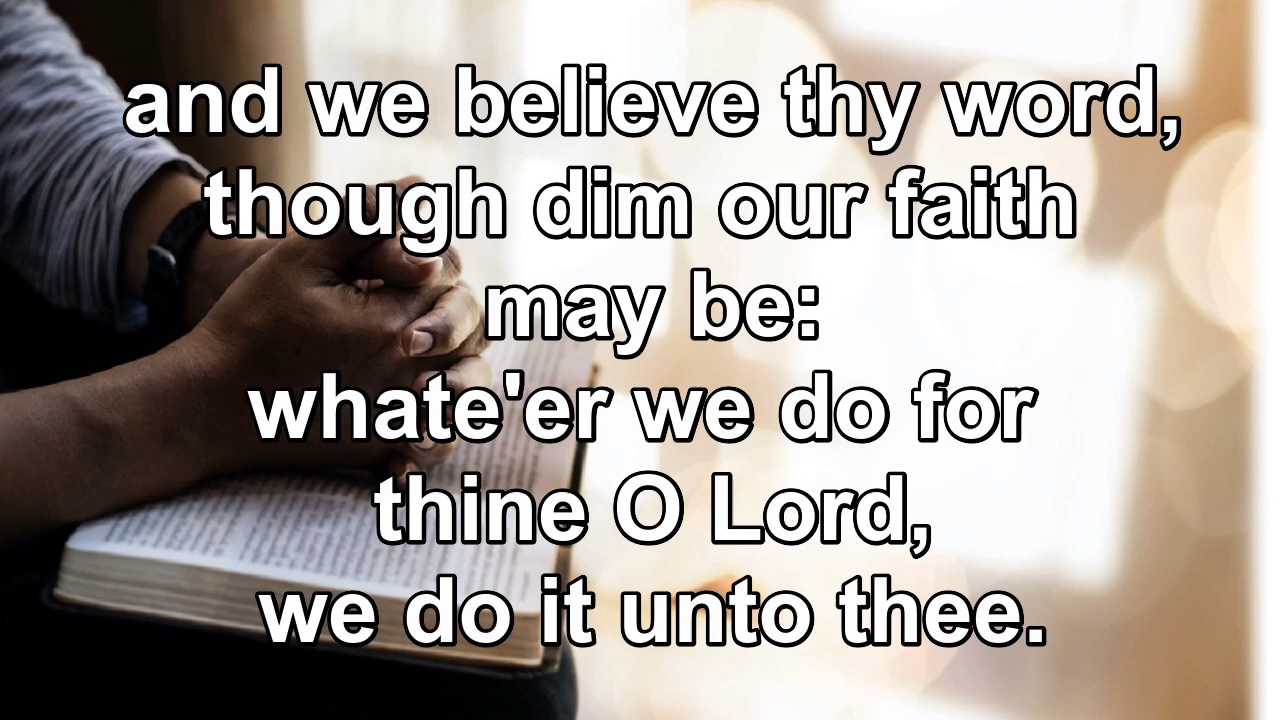 and we believe thy word,
though dim our faith
may be:
whate'er we do for
thine O Lord,
we do it unto thee.